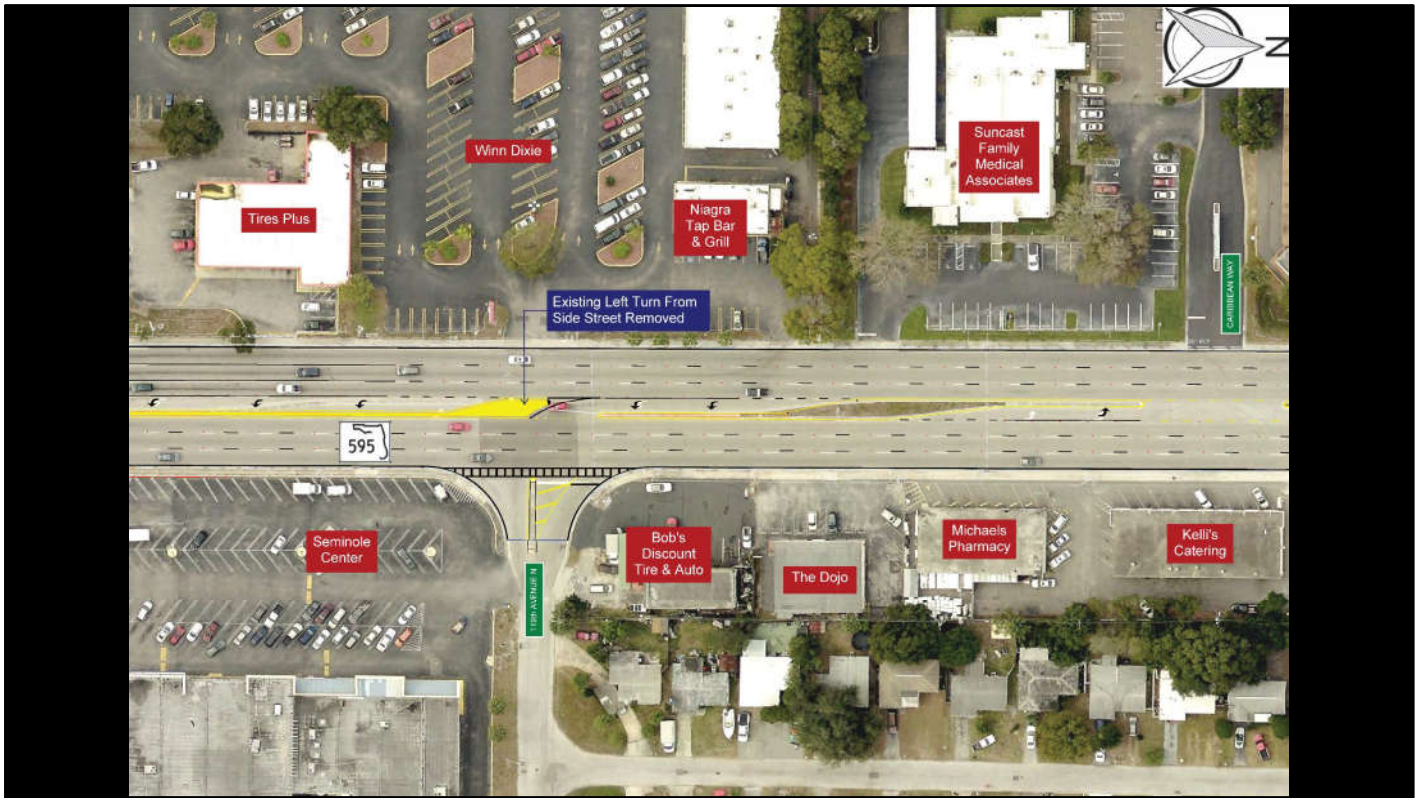 N
Winn Dixie
Tires Plus
Niagra
Tap Bar
& Grill
Suncast
Family
Medical
Associates
CARIBBEAN WAY
Existing Left Turn From
Side Street Removed
595
Seminole
Center
AVENUE N
Bob's
Discount
Tire & Auto
The Dojo
Michaels
Pharmacy
Kelli's
Catering